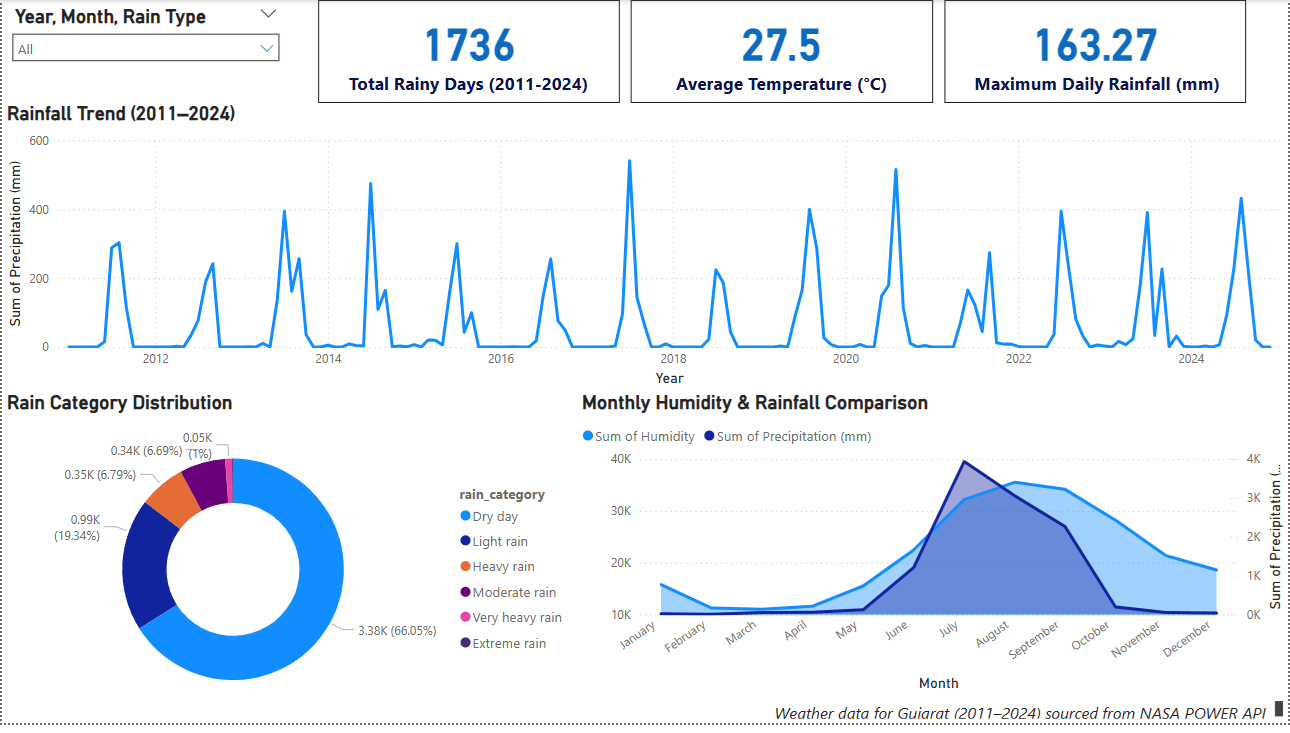 Year, Month, Rain Type
All
1736
Total Rainy Days (2011-2024)
27.5
Average Temperature (°C)
163.27
Maximum Daily Rainfall (mm)
Rainfall Trend (2011–2024)
Sum of Precipitation (mm)
600
400
200
0
2012
2014
2016
2018
2020
2022
2024
Year
Rain Category Distribution
0.05K
(1%)
0.34K (6.69%)
0.35K (6.79%)
0.99K
(19.34%)
3.38K (66.05%)
rain_category
Dry day
Light rain
Heavy rain
Moderate rain
Very heavy rain
Extreme rain
Monthly Humidity & Rainfall Comparison
Sum of Humidity
Sum of Precipitation (mm)
40K
30K
20K
10K
4K
3K
2K
1K
0K
Sum of Precipitation (...
January
February
March
April
May
June
July
August
September
October
November
December
Month
Weather data for Gujarat (2011–2024) sourced from NASA POWER API